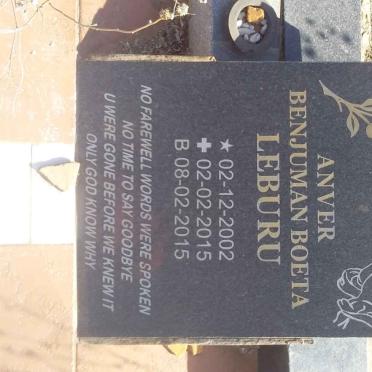 ANVER
BENJUMAN BOETA
LEBURU
★ 02-12-2002
✚ 02-02-2015
B 08-02-2015
NO FAREWELL WORDS WERE SPOKEN
NO TIME TO SAY GOODBYE
U WERE GONE BEFORE WE KNEW IT
ONLY GOD KNOW WHY